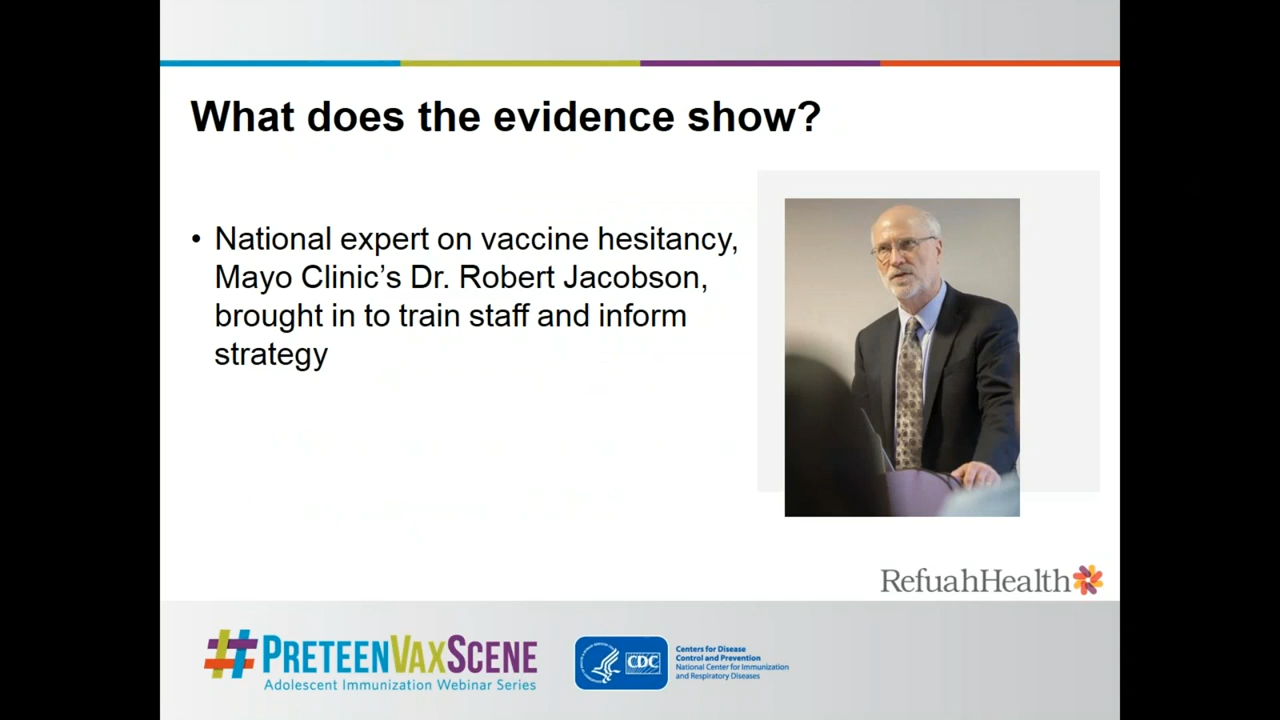 What does the evidence show?
• National expert on vaccine hesitancy,
Mayo Clinic’s Dr. Robert Jacobson,
brought in to train staff and inform
strategy
RefuahHealth
#PRETEENVAXSCENE
Adolescent Immunization Webinar Series
CDC
Centers for Disease
Control and Prevention
National Center for Immunization
and Respiratory Diseases